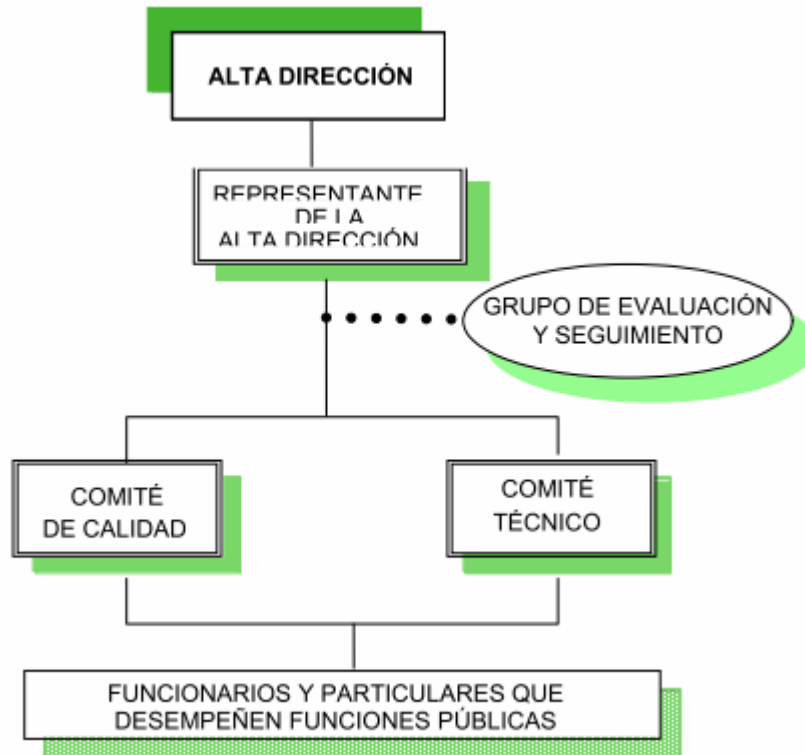 ALTA DIRECCIÓN
REPRESENTANTE
DE LA
ALTA DIRECCIÓN
GRUPO DE EVALUACIÓN
Y SEGUIMIENTO
COMITÉ
DE CALIDAD
COMITÉ
TÉCNICO
FUNCIONARIOS Y PARTICULARES QUE
DESEMPEÑEN FUNCIONES PÚBLICAS